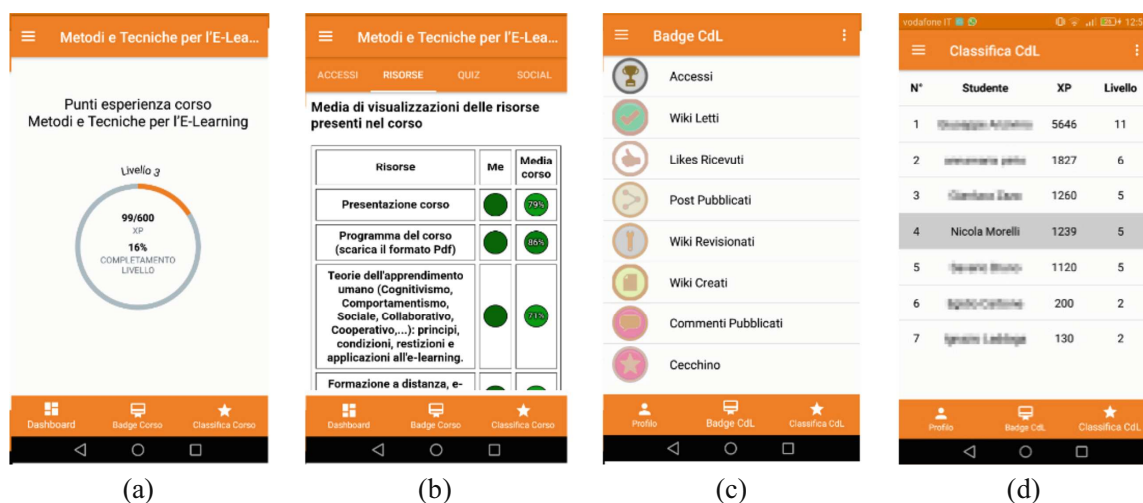 Metodi e Tecniche per l'E-Lea...
Punti esperienza corso
Metodi e Tecniche per l'E-Learning
Livello 3
99/600
XP
16%
COMPLETAMENTO
LIVELLO
Dashboard
Badge Corso
Classifica Corso
(a)
Metodi e Tecniche per l'E-Lea...
ACCESSI RISORSE QUIZ SOCIAL
Media di visualizzazioni delle risorse
presenti nel corso
Risorse Me Media
corso
Presentazione corso 79%
Programma del corso
(scarica il formato Pdf) 86%
Teorie dell'apprendimento
umano (Cognitivismo,
Comportamentismo,
Sociale, Collaborativo,
Cooperativo,...): principi,
condizioni, restizioni e
applicazioni all'e-learning. 71%
Formazione a distanza, e-
Dashboard
Badge Corso
Classifica Corso
(b)
Badge CdL
Accessi
Wiki Letti
Likes Ricevuti
Post Pubblicati
Wiki Revisionati
Wiki Creati
Commenti Pubblicati
Cecchino
Profilo
Badge CdL
Classifica CdL
(c)
vodafone IT 12:5
Classifica CdL
N° Studente XP Livello
1 5646 11
2 1827 6
3 1260 5
4 Nicola Morelli 1239 5
5 1120 5
6 200 2
7 130 2
Profilo
Badge CdL
Classifica CdL
(d)